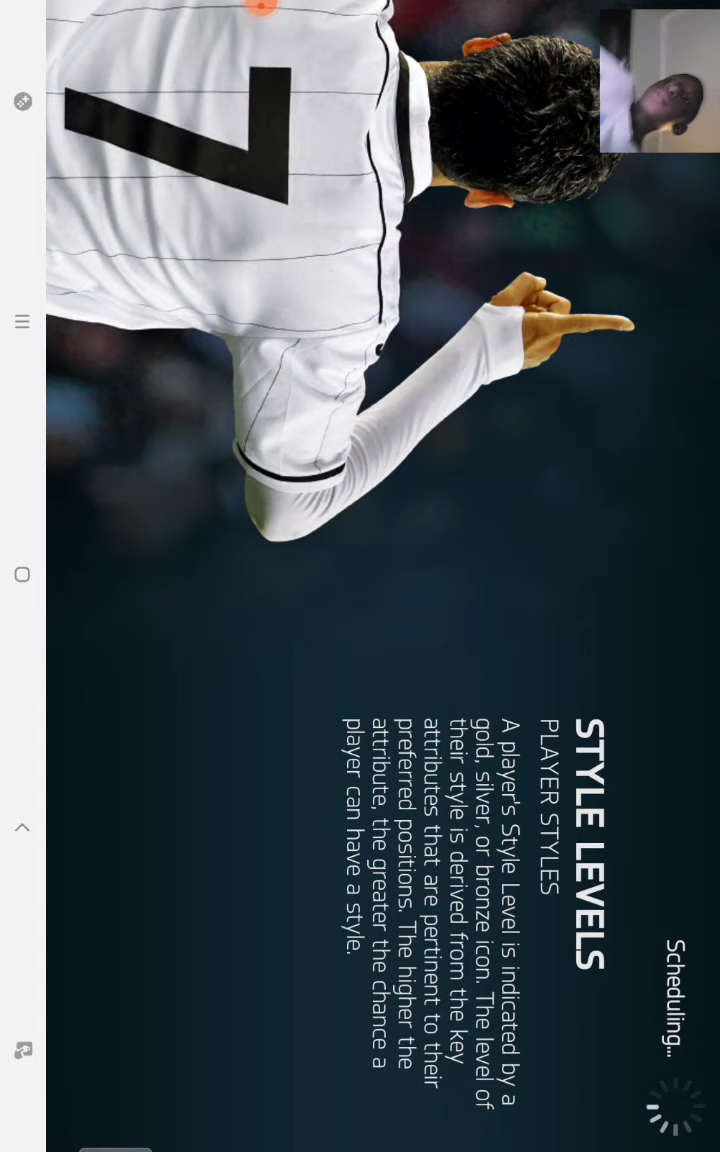 7
STYLE LEVELS
PLAYER STYLES
A player's Style Level is indicated by a
gold, silver, or bronze icon. The level of
their style is derived from the key
attributes that are pertinent to their
preferred positions. The higher the
attribute, the greater the chance a
player can have a style.
Scheduling...